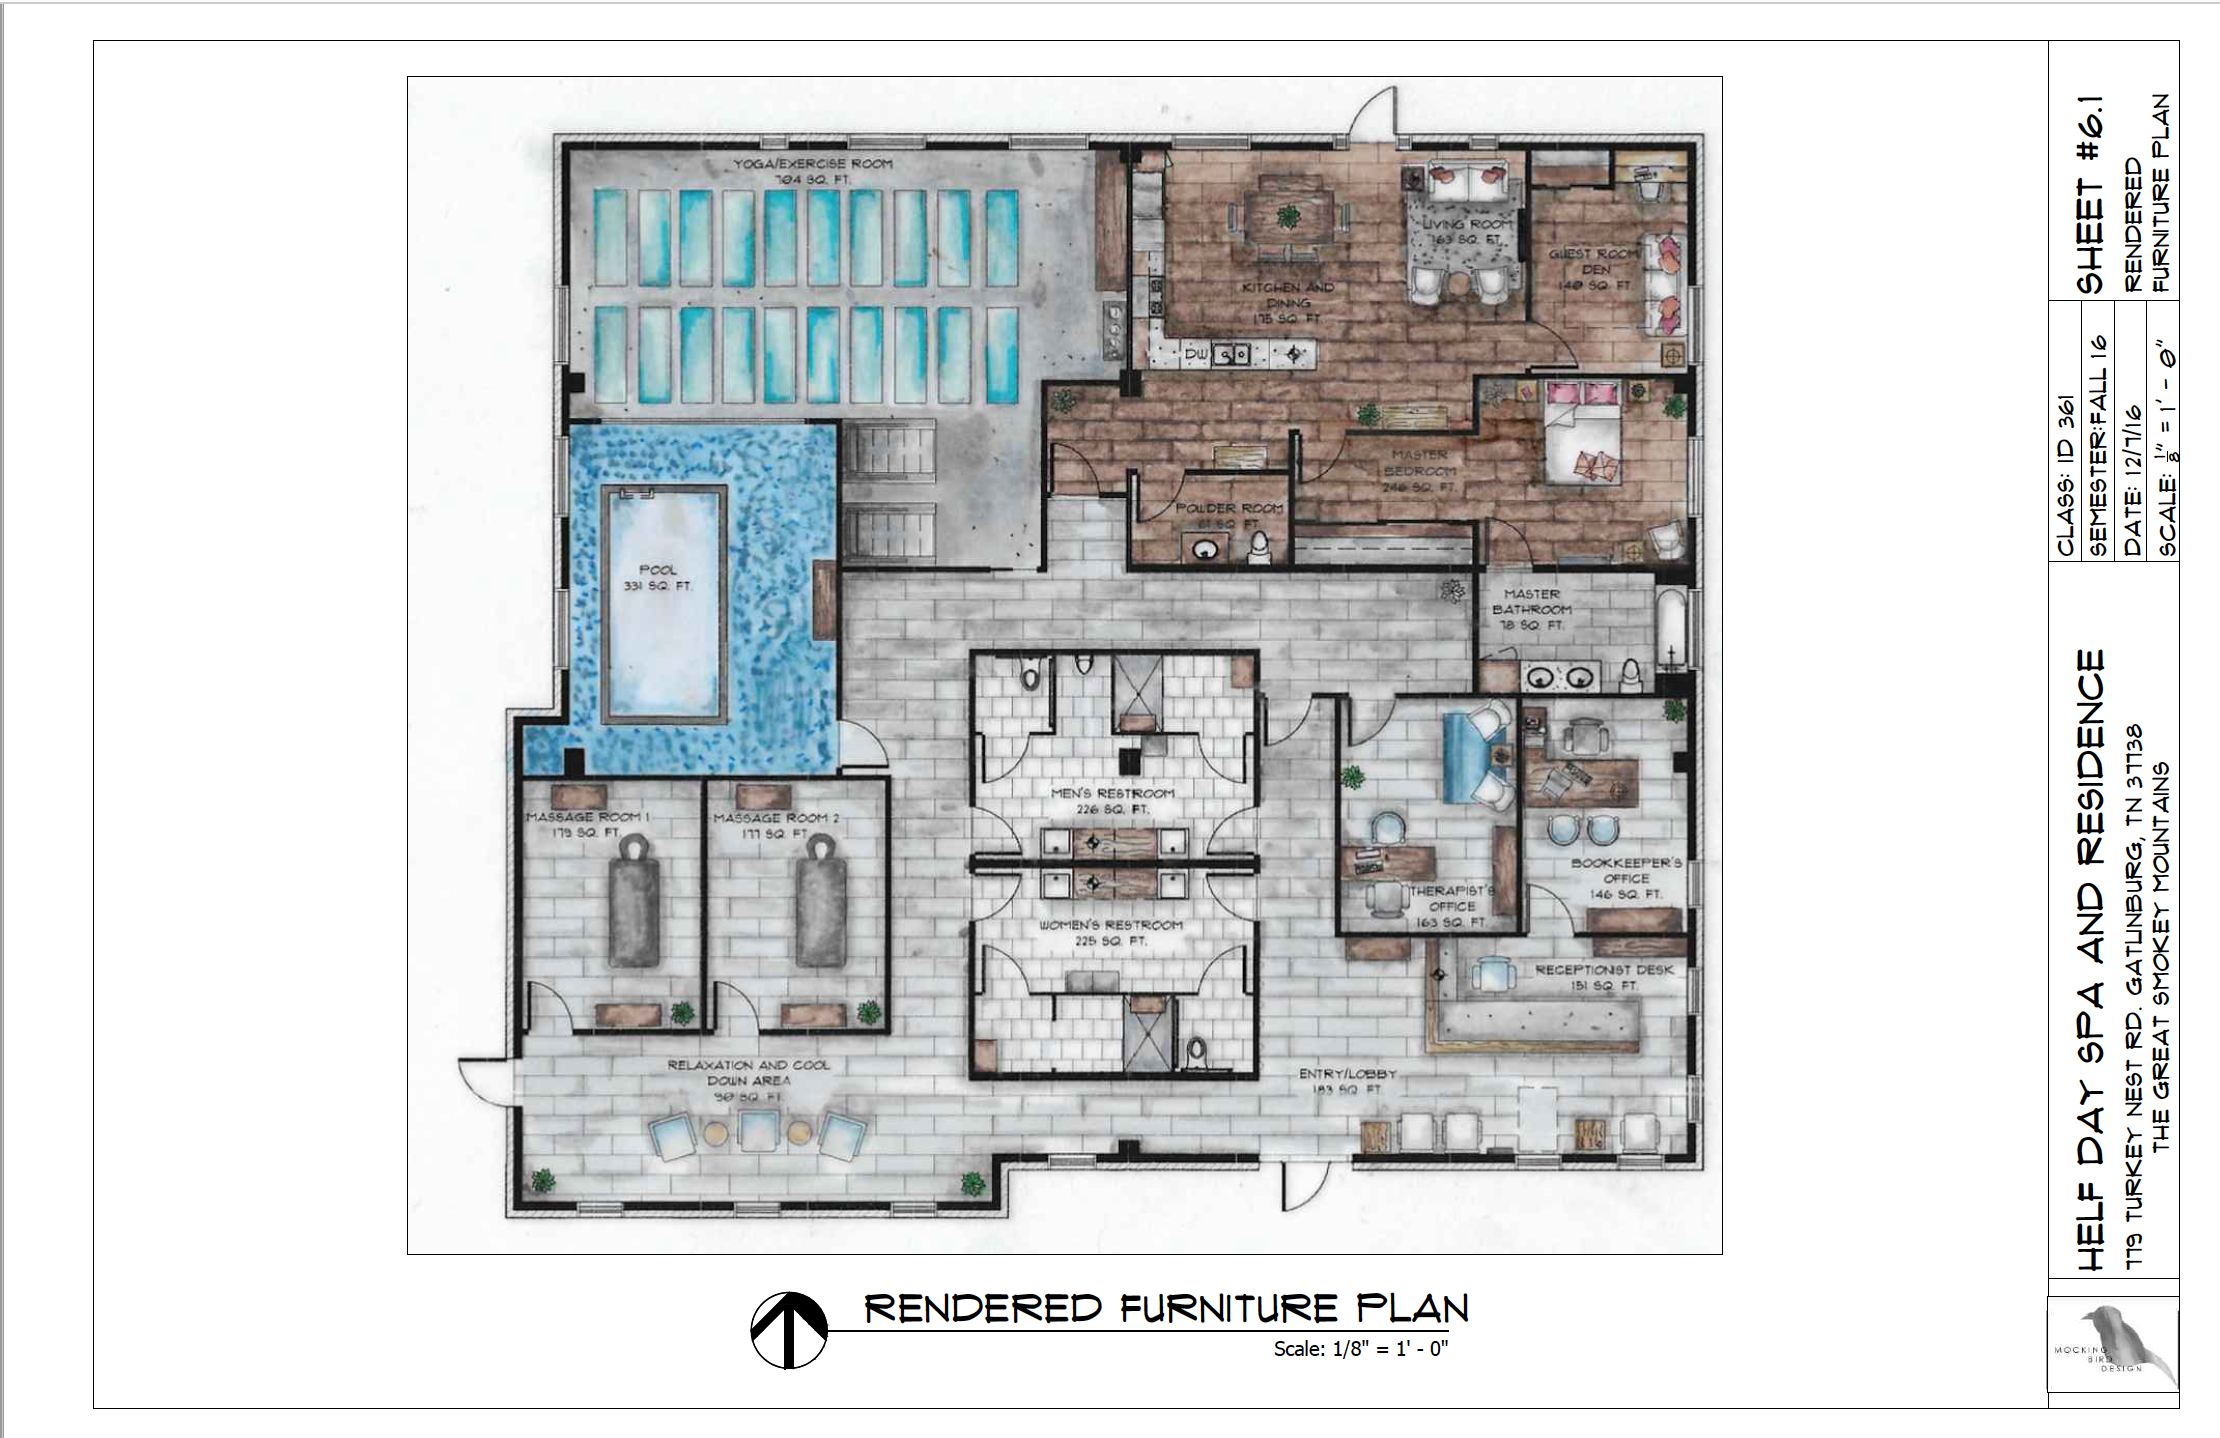 YOGA/EXERCISE ROOM
704 SQ. FT.
LIVING ROOM
163 SQ. FT.
GUEST ROOM
DEN
140 SQ. FT.
KITCHEN AND
DINING
175 SQ. FT.
DW
MASTER
BEDROOM
246 SQ. FT.
POWDER ROOM
61 SQ. FT.
POOL
331 SQ. FT.
MASTER
BATHROOM
78 SQ. FT.
MEN'S RESTROOM
226 SQ. FT.
MASSAGE ROOM 1
179 SQ. FT.
MASSAGE ROOM 2
177 SQ. FT.
BOOKKEEPER'S
OFFICE
146 SQ. FT.
THERAPIST'S
OFFICE
163 SQ. FT.
WOMEN'S RESTROOM
225 SQ. FT.
RECEPTIONIST DESK
151 SQ. FT.
RELAXATION AND COOL
DOWN AREA
90 SQ. FT.
ENTRY/LOBBY
183 SQ. FT.
RENDERED FURNITURE PLAN
Scale: 1/8" = 1' - 0"
SHEET #6.1
RENDERED
FURNITURE PLAN
CLASS: ID 361
SEMESTER:FALL 16
DATE: 12/7/16
SCALE: 1/8" = 1' - 0"
HELF DAY SPA AND RESIDENCE
779 TURKEY NEST RD. GATLINBURG, TN 37738
THE GREAT SMOKEY MOUNTAINS
MOCKING
BIRD
DESIGN